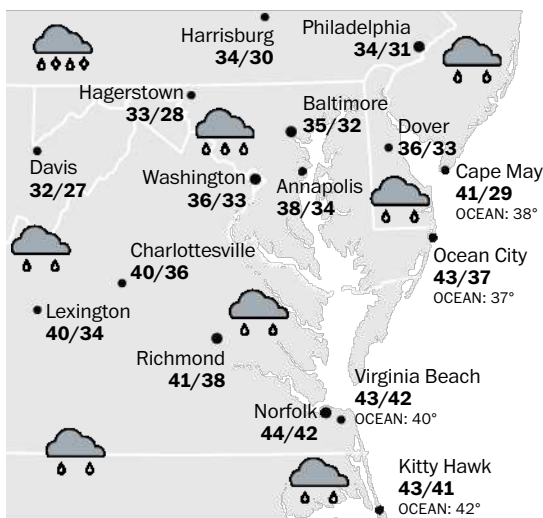 Harrisburg
34/30
Philadelphia
34/31
Hagerstown
33/28
Baltimore
35/32
Dover
36/33
Davis
32/27
Washington
36/33
Annapolis
38/34
Cape May
41/29
OCEAN: 38°
Ocean City
43/37
OCEAN: 37°
Charlottesville
40/36
Lexington
40/34
Richmond
41/38
Virginia Beach
43/42
OCEAN: 40°
Norfolk
44/42
Kitty Hawk
43/41
OCEAN: 42°